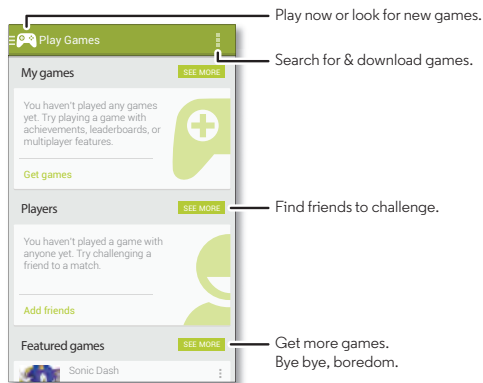 Play now or look for new games.
Play Games
Search for & download games.
My games
SEE MORE
You haven't played any games
yet. Try playing a game with
achievements, leaderboards, or
multiplayer features.
Get games
Players
SEE MORE
Find friends to challenge.
You haven't played a game with
anyone yet. Try challenging a
friend to a match.
Add friends
Featured games
SEE MORE
Get more games.
Bye bye, boredom.
Sonic Dash